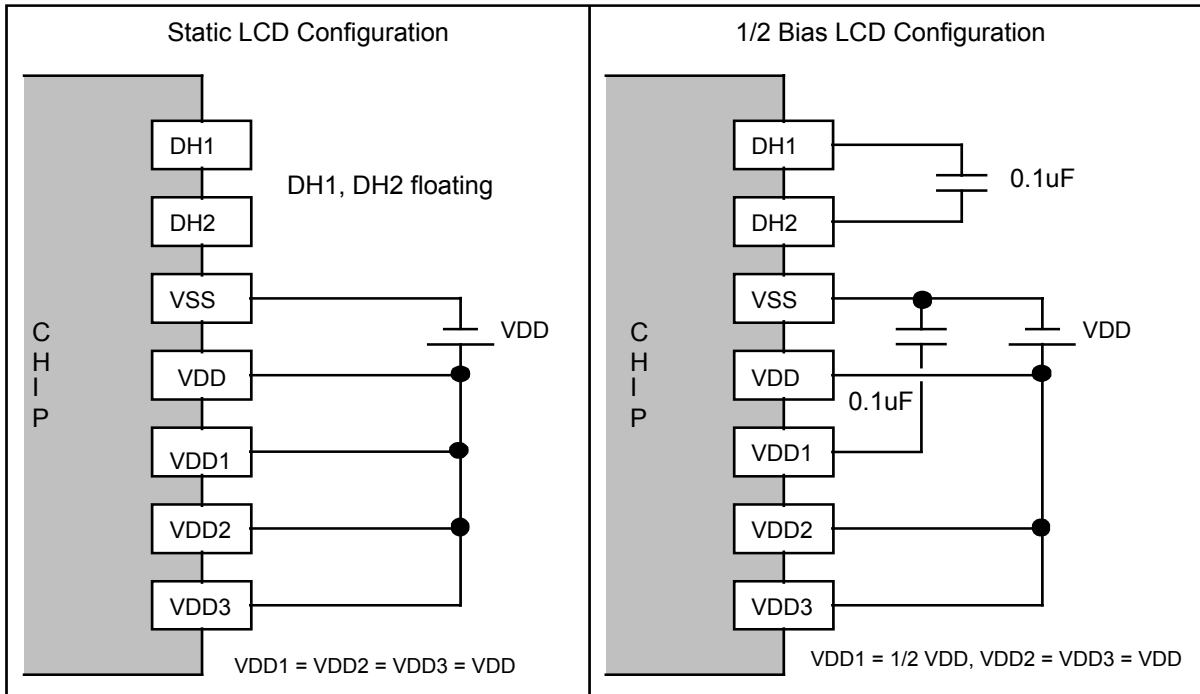 Static LCD Configuration
DH1
DH1, DH2 floating
DH2
VSS
VDD
VDD
VDD1
VDD2
VDD3
C
H
I
P
VDD1 = VDD2 = VDD3 = VDD
1/2 Bias LCD Configuration
DH1
0.1uF
DH2
VSS
VDD
VDD
0.1uF
VDD1
VDD2
VDD3
C
H
I
P
VDD1 = 1/2 VDD, VDD2 = VDD3 = VDD